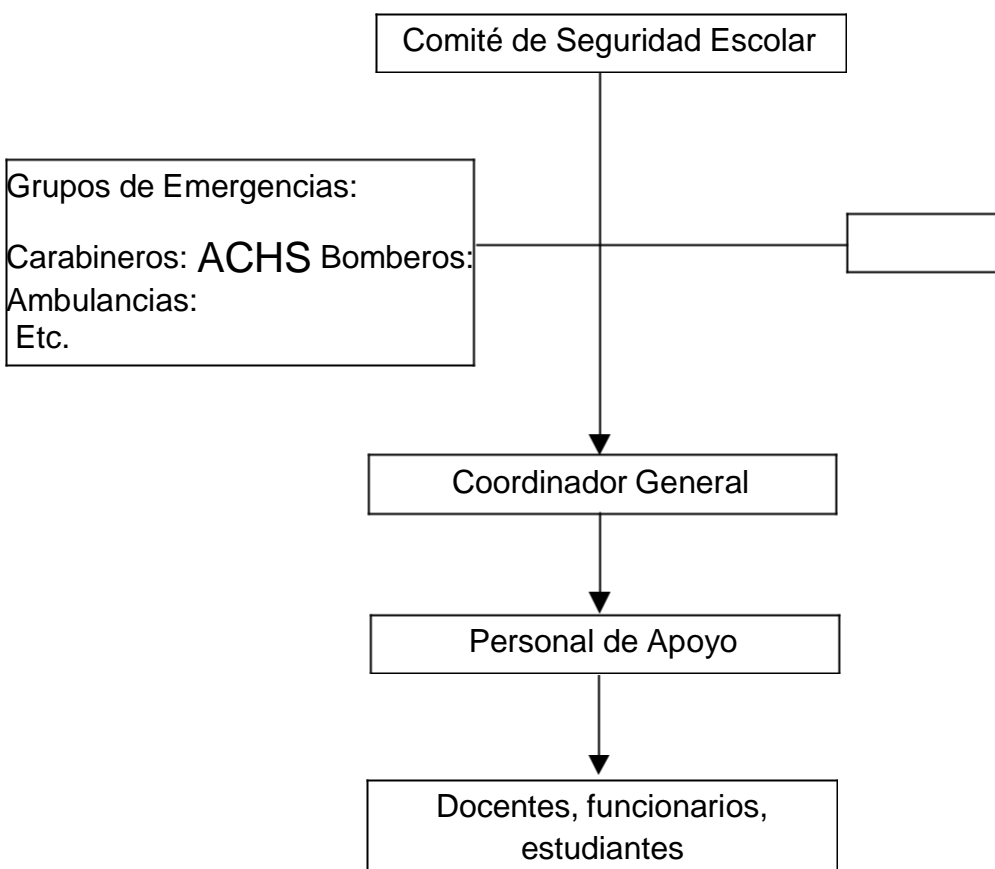 Comité de Seguridad Escolar
Grupos de Emergencias:
Carabineros: ACHS Bomberos:
Ambulancias:
Etc.
Coordinador General
Personal de Apoyo
Docentes, funcionarios,
estudiantes